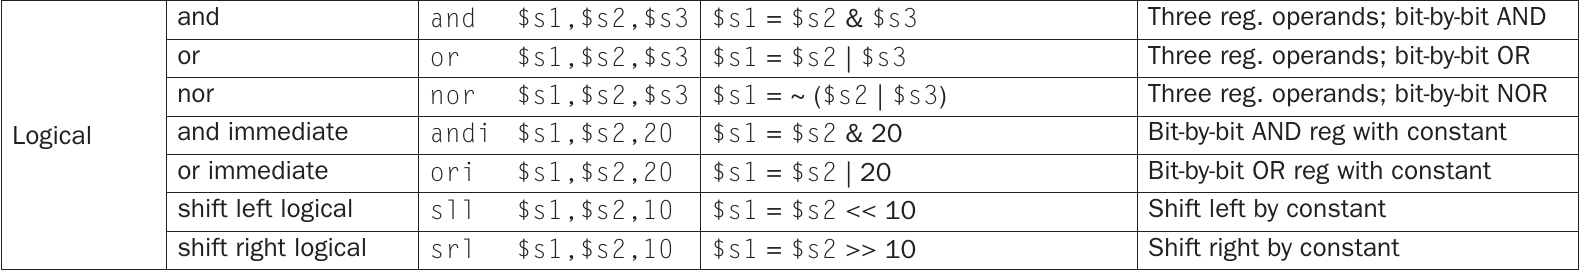 and and $s1,$s2,$s3 $s1 = $s2 & $s3 Three reg. operands; bit-by-bit AND
or or $s1,$s2,$s3 $s1 = $s2 | $s3 Three reg. operands; bit-by-bit OR
nor nor $s1,$s2,$s3 $s1 = ~ ($s2 | $s3) Three reg. operands; bit-by-bit NOR
Logical and immediate andi $s1,$s2,20 $s1 = $s2 & 20 Bit-by-bit AND reg with constant
or immediate ori $s1,$s2,20 $s1 = $s2 | 20 Bit-by-bit OR reg with constant
shift left logical sll $s1,$s2,10 $s1 = $s2 << 10 Shift left by constant
shift right logical srl $s1,$s2,10 $s1 = $s2 >> 10 Shift right by constant